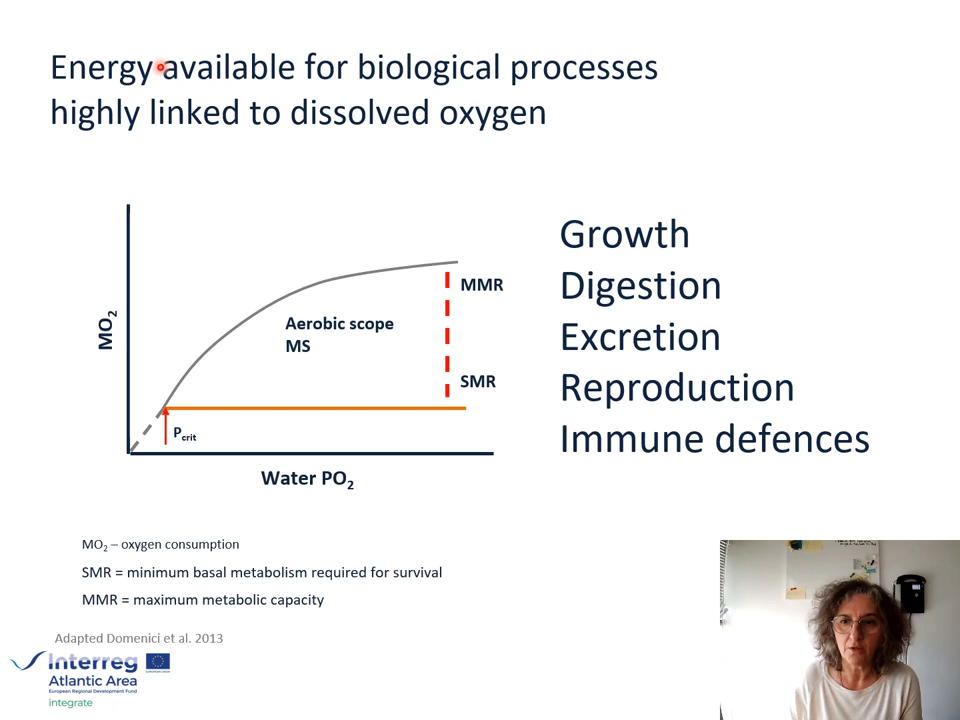 Energy available for biological processes
highly linked to dissolved oxygen
MO₂
MMR
Aerobic scope
MS
SMR
Pcrit
Water PO₂
Growth
Digestion
Excretion
Reproduction
Immune defences
MO₂ – oxygen consumption
SMR = minimum basal metabolism required for survival
MMR = maximum metabolic capacity
Adapted Domenici et al. 2013
Interreg
Atlantic Area
European Regional Development Fund
integrate